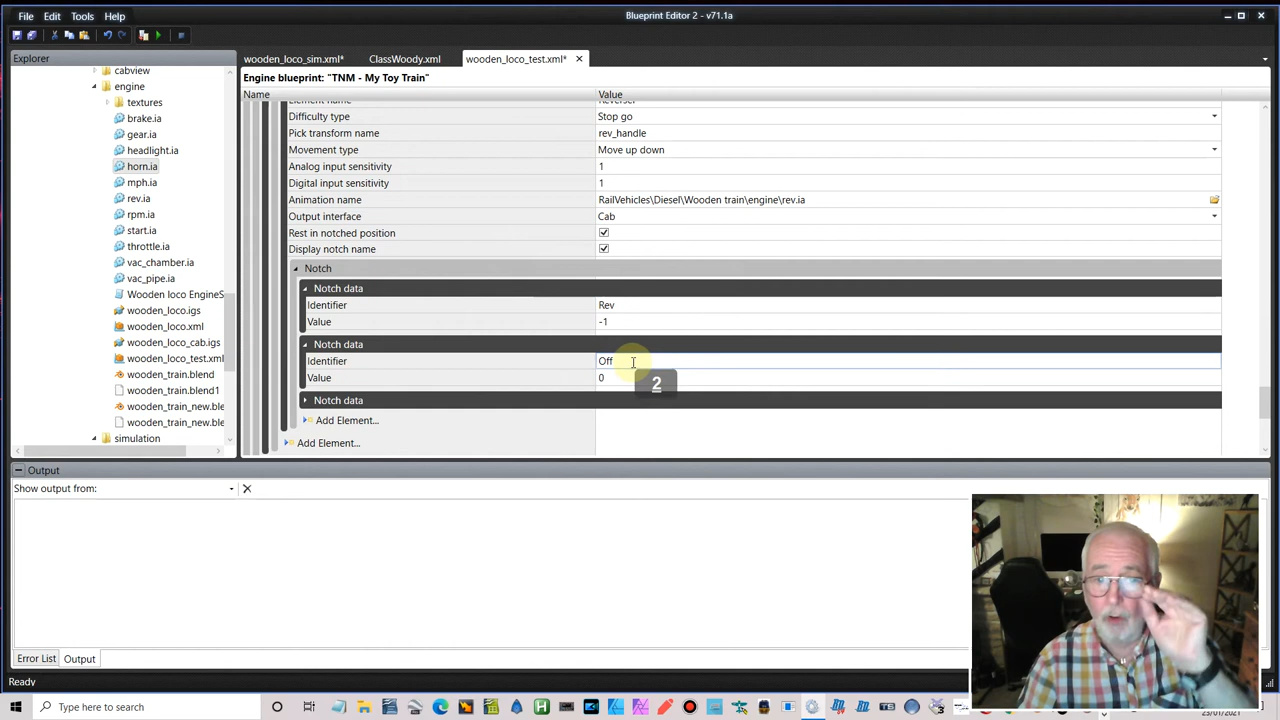 File Edit Tools Help
Blueprint Editor 2 - v71.1a
Explorer
wooden_loco_sim.xml*
ClassWoody.xml
wooden_loco_test.xml*
Engine blueprint: "TNM - My Toy Train"
Name Value
cabview
engine
textures
brake.ia
gear.ia
headlight.ia
horn.ia
mph.ia
rev.ia
rpm.ia
start.ia
throttle.ia
vac_chamber.ia
vac_pipe.ia
Wooden loco EngineS
wooden_loco.igs
wooden_loco.xml
wooden_loco_cab.igs
wooden_loco_test.xml
wooden_train.blend
wooden_train.blend1
wooden_train_new.ble
wooden_train_new.ble
simulation
Element name Reverser
Difficulty type Stop go
Pick transform name rev_handle
Movement type Move up down
Analog input sensitivity 1
Digital input sensitivity 1
Animation name RailVehicles\Diesel\Wooden train\engine\rev.ia
Output interface Cab
Rest in notched position
Display notch name
Notch
Notch data
Identifier Rev
Value -1
Notch data
Identifier Off
Value 0
2
Notch data
Add Element...
Add Element...
Output
Show output from:
Error List Output
Ready
Type here to search
23/01/2021